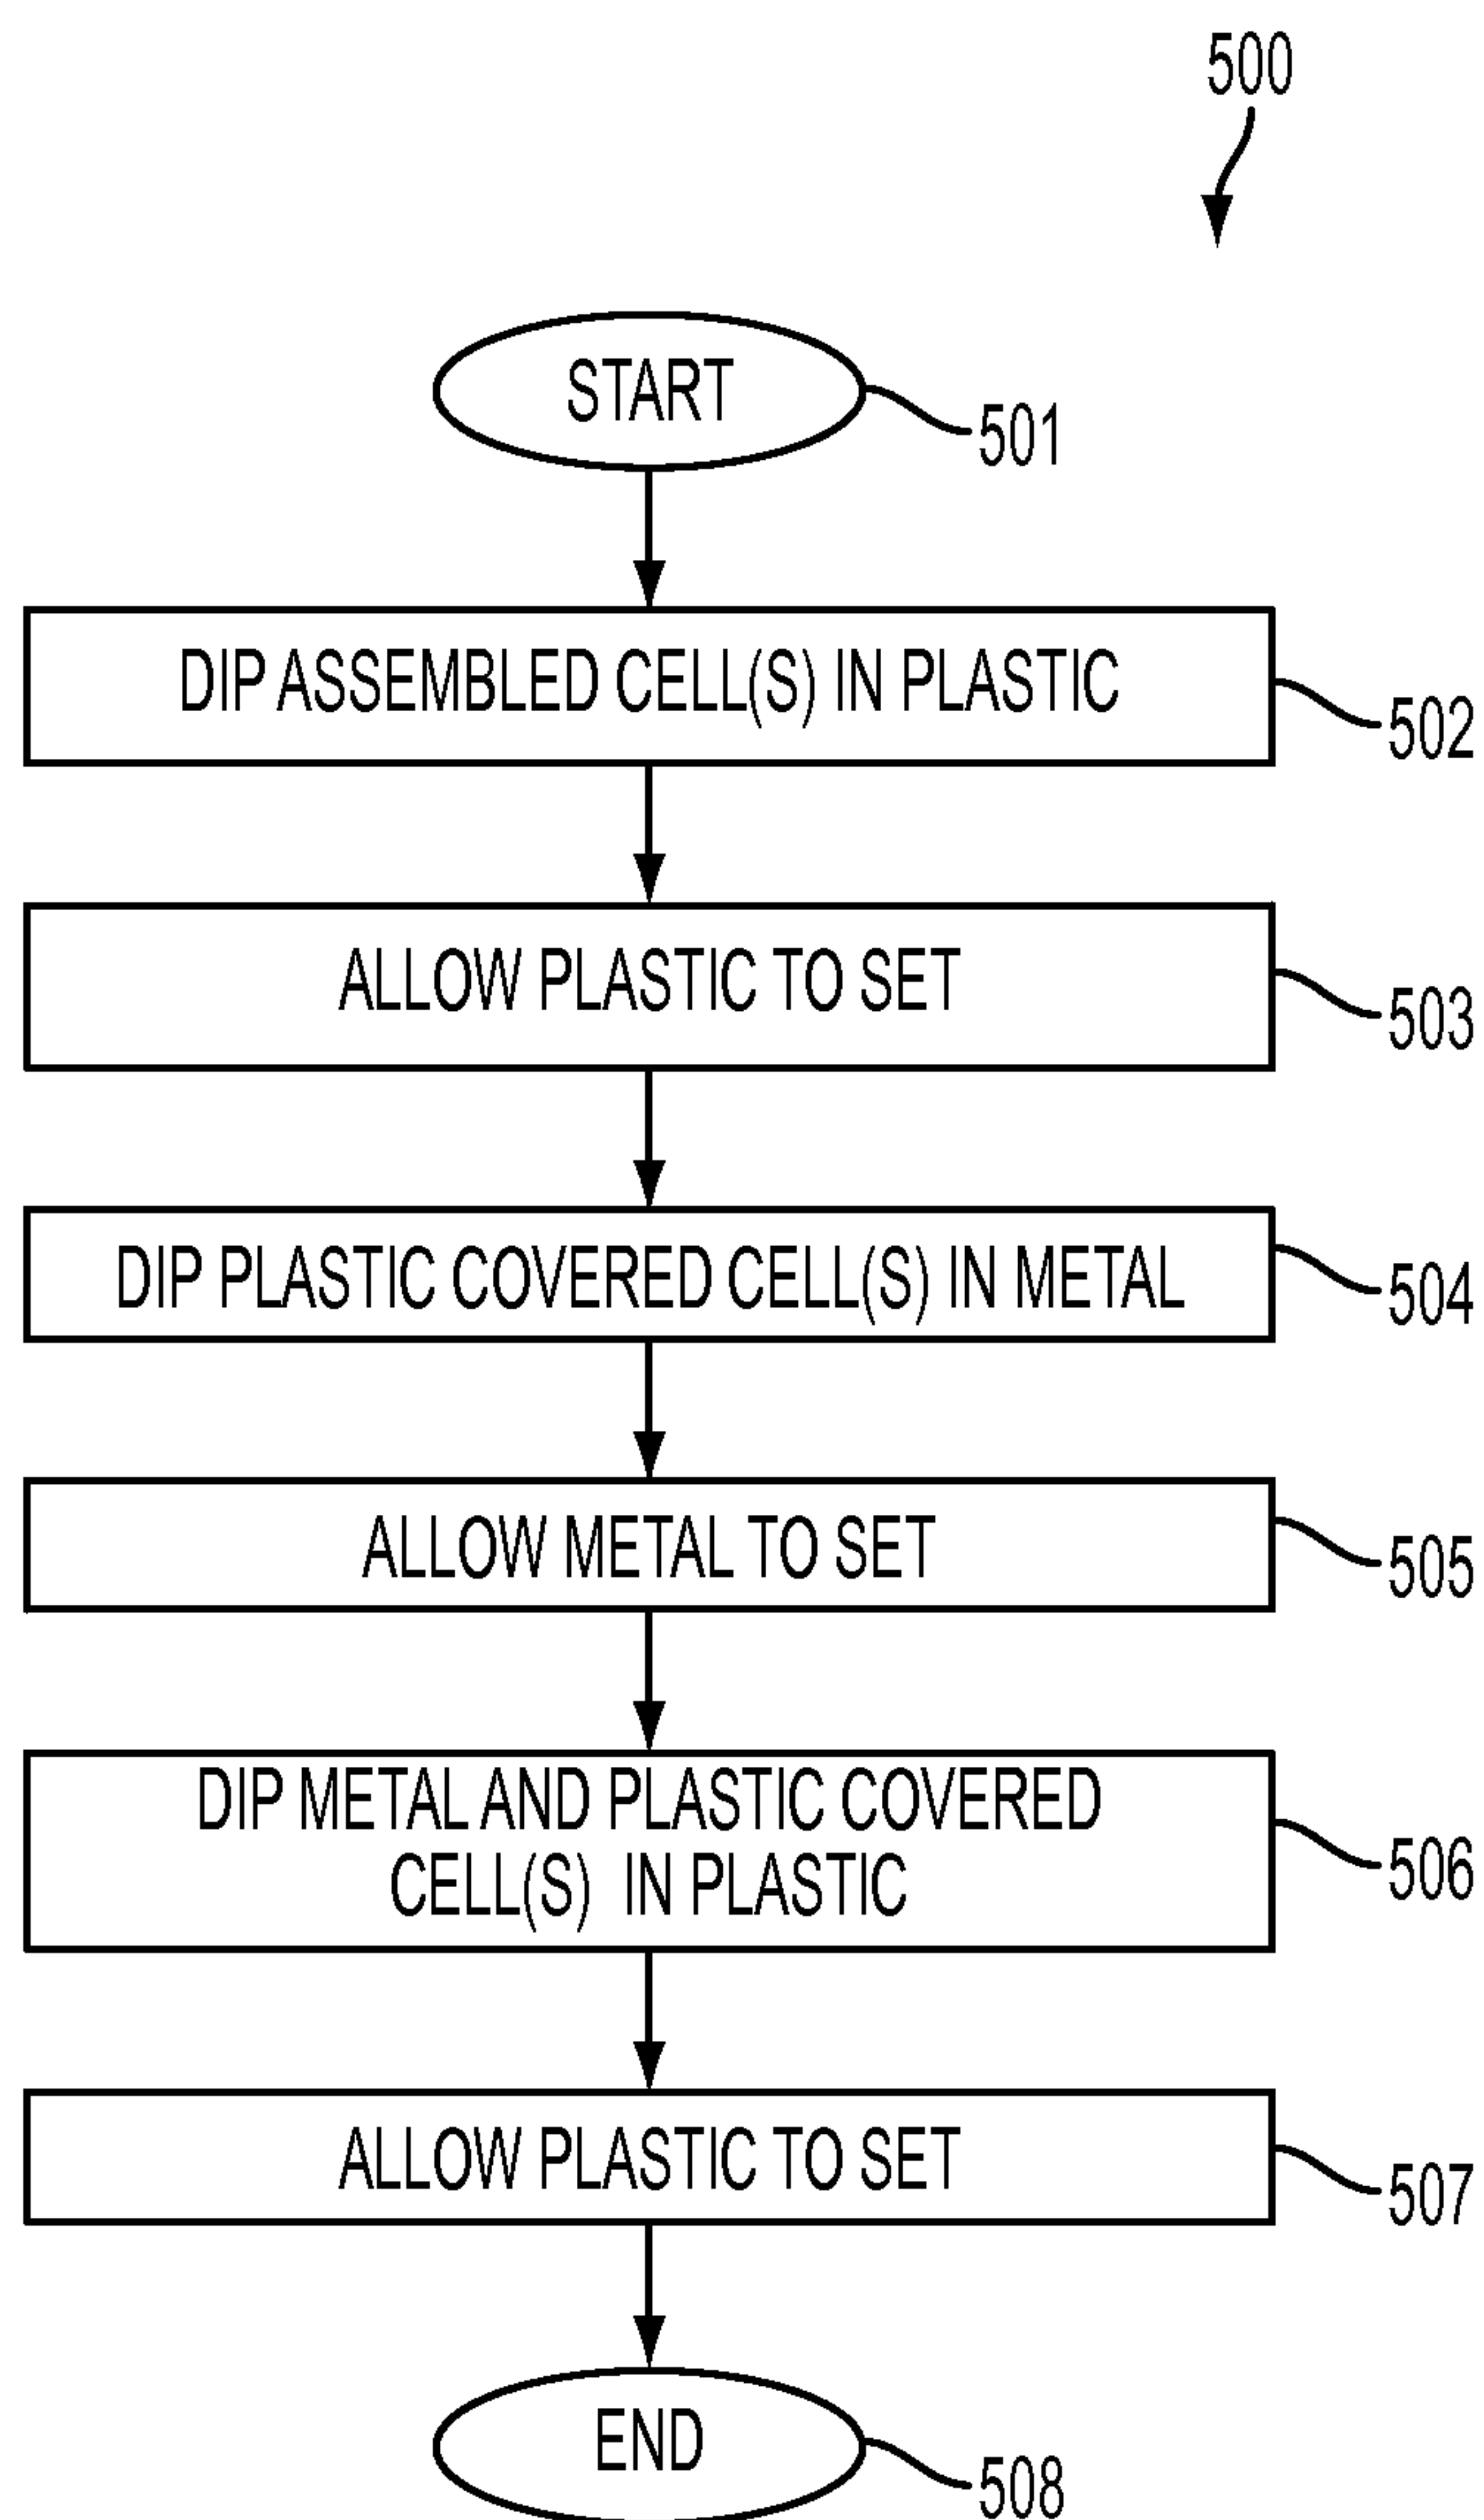 500
START
501
DIP ASSEMBLED CELL(S) IN PLASTIC
502
ALLOW PLASTIC TO SET
503
DIP PLASTIC COVERED CELL(S) IN METAL
504
ALLOW METAL TO SET
505
DIP METAL AND PLASTIC COVERED
CELL(S) IN PLASTIC
506
ALLOW PLASTIC TO SET
507
END
508